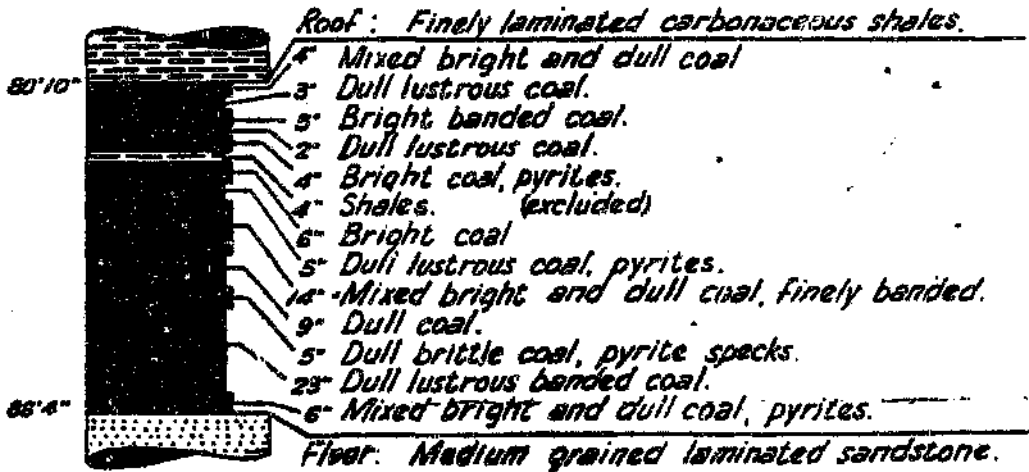 Roof: Finely laminated carbonaceous shales.
80'10"
4" Mixed bright and dull coal
3" Dull lustrous coal.
5" Bright banded coal.
2" Dull lustrous coal.
4" Bright coal, pyrites.
4" Shales. (excluded)
6" Bright coal
5" Dull lustrous coal, pyrites.
14" Mixed bright and dull coal, finely banded.
9" Dull coal.
5" Dull brittle coal, pyrite specks.
23" Dull lustrous banded coal.
88'4"
6" Mixed bright and dull coal, pyrites.
Floor: Medium grained laminated sandstone.